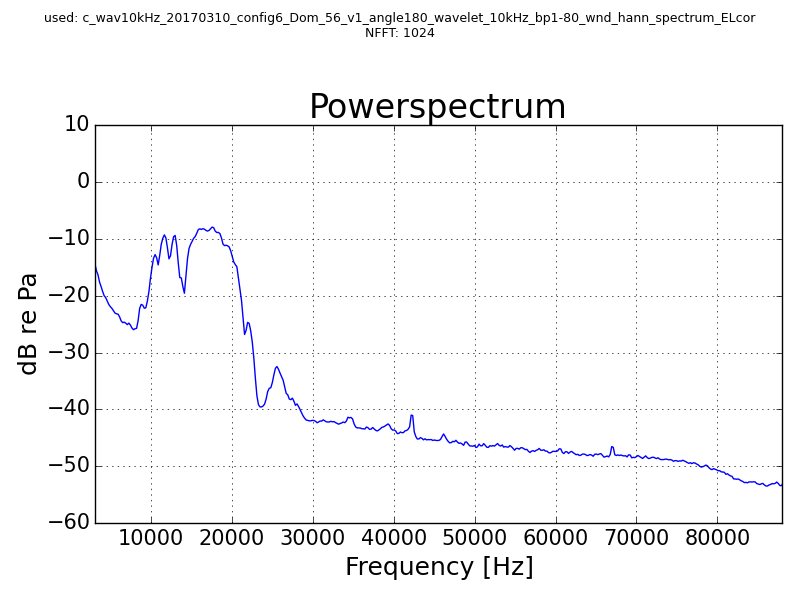 used: c_wav10kHz_20170310_config6_Dom_56_v1_angle180_wavelet_10kHz_bp1-80_wnd_hann_spectrum_ELcor
NFFT: 1024
Powerspectrum
10
0
−10
−20
−30
−40
−50
−60
dB re Pa
10000 20000 30000 40000 50000 60000 70000 80000
Frequency [Hz]